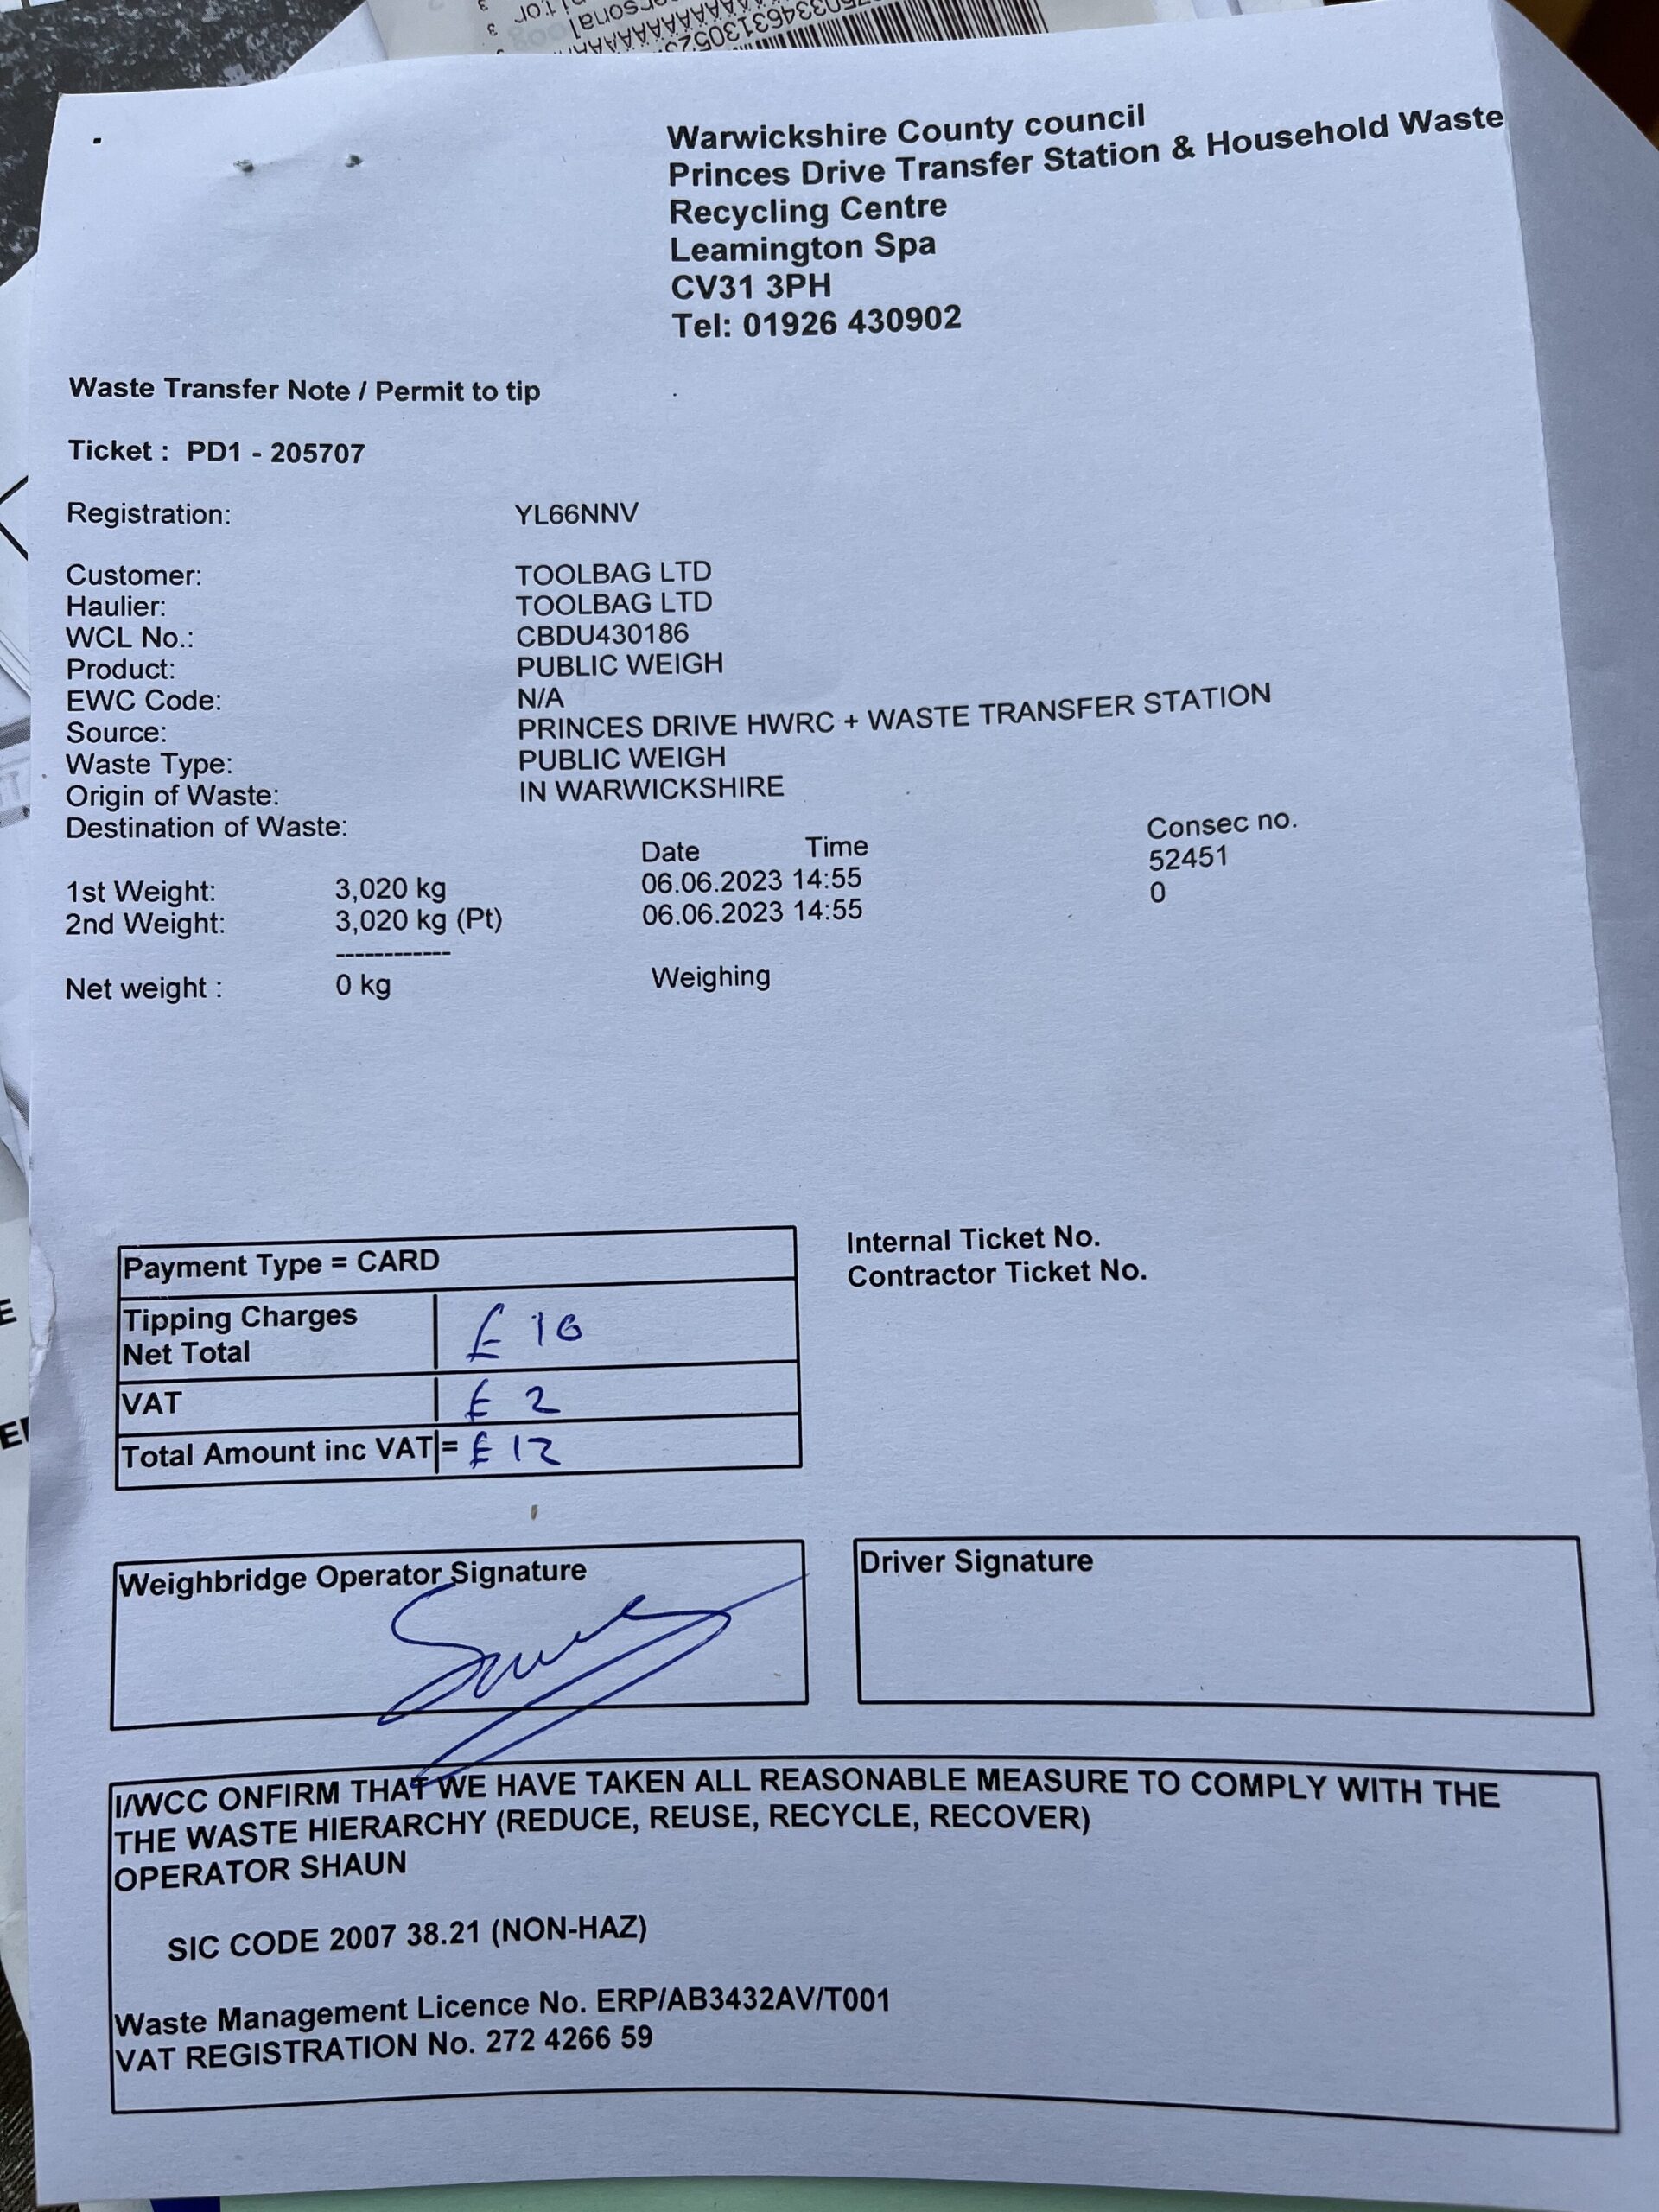 Warwickshire County council
Princes Drive Transfer Station & Household Waste
Recycling Centre
Leamington Spa
CV31 3PH
Tel: 01926 430902
Waste Transfer Note / Permit to tip
Ticket : PD1 - 205707
Registration: YL66NNV
Customer: TOOLBAG LTD
Haulier: TOOLBAG LTD
WCL No.: CBDU430186
Product: PUBLIC WEIGH
EWC Code: N/A
Source: PRINCES DRIVE HWRC + WASTE TRANSFER STATION
Waste Type: PUBLIC WEIGH
Origin of Waste: IN WARWICKSHIRE
Destination of Waste:
Date Time Consec no.
1st Weight: 3,020 kg 06.06.2023 14:55 52451
2nd Weight: 3,020 kg (Pt) 06.06.2023 14:55 0
------------
Net weight : 0 kg Weighing
Payment Type = CARD
Tipping Charges
Net Total £ 10
VAT £ 2
Total Amount inc VAT = £ 12
Internal Ticket No.
Contractor Ticket No.
Weighbridge Operator Signature
Driver Signature
I/WCC ONFIRM THAT WE HAVE TAKEN ALL REASONABLE MEASURE TO COMPLY WITH THE
THE WASTE HIERARCHY (REDUCE, REUSE, RECYCLE, RECOVER)
OPERATOR SHAUN
SIC CODE 2007 38.21 (NON-HAZ)
Waste Management Licence No. ERP/AB3432AV/T001
VAT REGISTRATION No. 272 4266 59